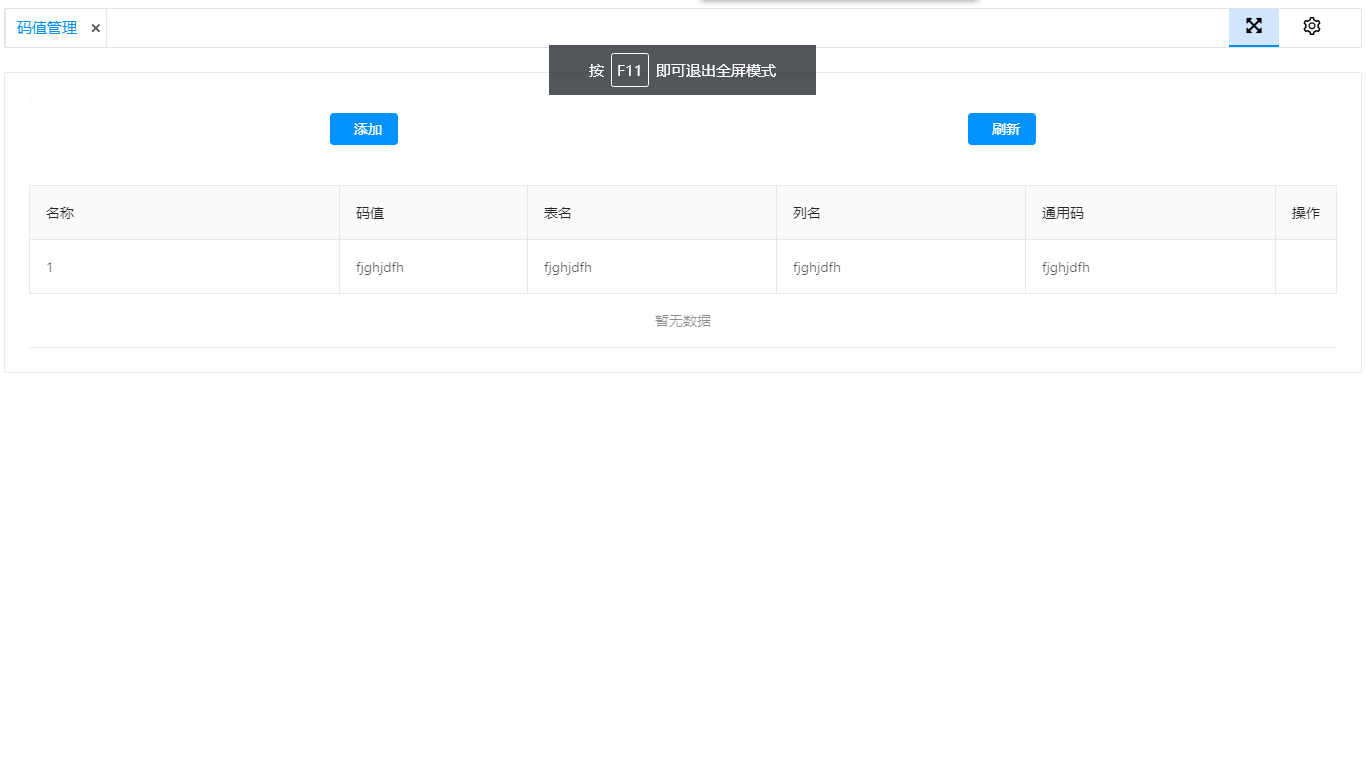 码值管理 ×
按 F11 即可退出全屏模式
添加 刷新
名称 码值 表名 列名 通用码 操作
1 fjghjdfh fjghjdfh fjghjdfh fjghjdfh
暂无数据